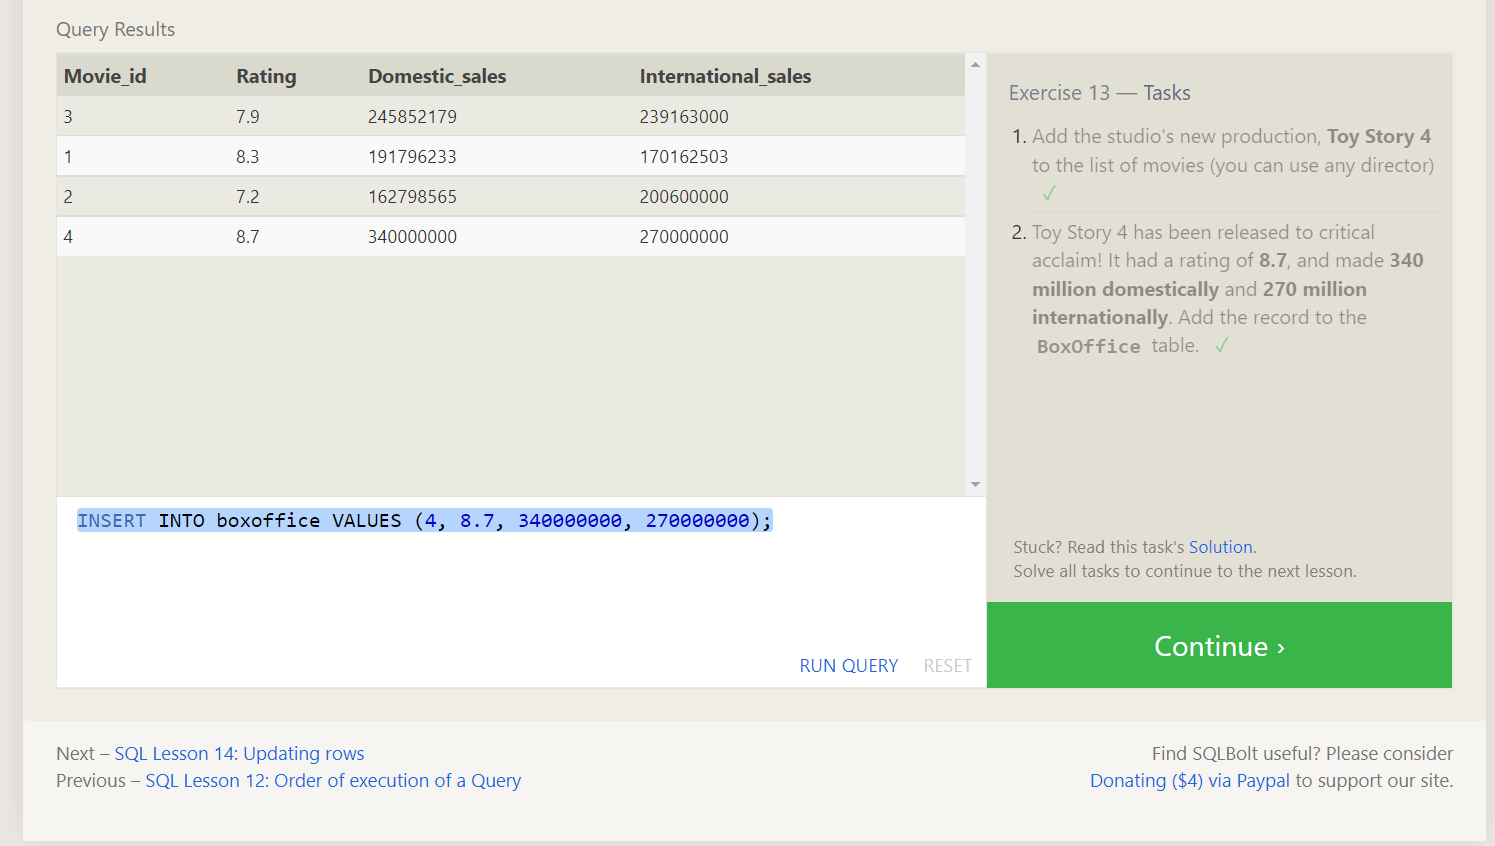 Query Results
Movie_id Rating Domestic_sales International_sales
3 7.9 245852179 239163000
1 8.3 191796233 170162503
2 7.2 162798565 200600000
4 8.7 340000000 270000000
INSERT INTO boxoffice VALUES (4, 8.7, 340000000, 270000000);
RUN QUERY RESET
Exercise 13 — Tasks
1. Add the studio's new production, Toy Story 4
to the list of movies (you can use any director)
✓
2. Toy Story 4 has been released to critical
acclaim! It had a rating of 8.7, and made 340
million domestically and 270 million
internationally. Add the record to the
BoxOffice table. ✓
Stuck? Read this task's Solution.
Solve all tasks to continue to the next lesson.
Continue ›
Next – SQL Lesson 14: Updating rows
Previous – SQL Lesson 12: Order of execution of a Query
Find SQLBolt useful? Please consider
Donating ($4) via Paypal to support our site.